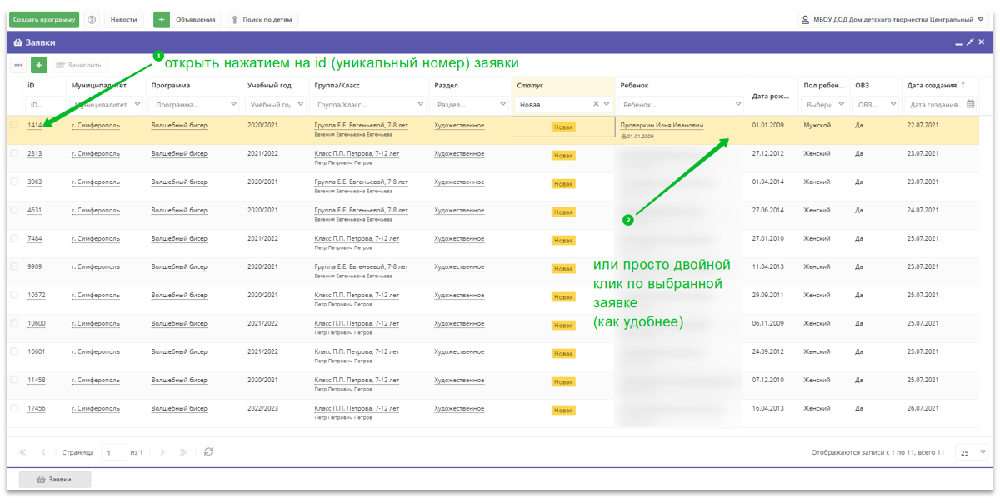 Создать программу ? Новости + Объявления Поиск по детям МБОУ ДОД Дом детского творчества Центральный
Заявки
••• + Зачислить 1 открыть нажатием на id (уникальный номер) заявки
ID Муниципалитет Программа Учебный год Группа/Класс Раздел Статус Ребенок Дата рож... Пол ребен... ОВЗ Дата создания ↑
ID... Муниципалитет Программа... Учебный го, Группа/Класс... Раздел... Новая Ребенок... Выбери ОВЗ... Дата создания..
1414 г. Симферополь Волшебный бисер 2020/2021 Группа Е.Е. Евгеньевой, 7-8 лет Художественное Новая Проверкин Илья Иванович 01.01.2009 Мужской Да 22.07.2021
Евгения Евгеньевна Евгеньева 01.01.2009
2813 г. Симферополь Волшебный бисер 2021/2022 Класс П.П. Петрова, 7-12 лет Художественное Новая 27.12.2012 Женский Да 23.07.2021
Петр Петрович Петров
3063 г. Симферополь Волшебный бисер 2020/2021 Группа Е.Е. Евгеньевой, 7-8 лет Художественное Новая 01.04.2014 Женский Да 23.07.2021
Евгения Евгеньевна Евгеньева
4631 г. Симферополь Волшебный бисер 2020/2021 Группа Е.Е. Евгеньевой, 7-8 лет Художественное Новая 27.06.2014 Женский Да 24.07.2021
Евгения Евгеньевна Евгеньева 2
7484 г. Симферополь Волшебный бисер 2021/2022 Класс П.П. Петрова, 7-12 лет Художественное Новая 27.01.2010 Женский Да 25.07.2021
Петр Петрович Петров
9909 г. Симферополь Волшебный бисер 2020/2021 Группа Е.Е. Евгеньевой, 7-8 лет Художественное Новая 11.04.2013 Женский Да 25.07.2021
Евгения Евгеньевна Евгеньева
10572 г. Симферополь Волшебный бисер 2020/2021 Класс П.П. Петрова, 7-12 лет Художественное Новая 29.09.2011 Женский Да 25.07.2021
Петр Петрович Петров
10600 г. Симферополь Волшебный бисер 2021/2022 Класс П.П. Петрова, 7-12 лет Художественное Новая 06.11.2009 Женский Да 25.07.2021
Петр Петрович Петров
10601 г. Симферополь Волшебный бисер 2021/2022 Класс П.П. Петрова, 7-12 лет Художественное Новая 24.09.2012 Женский Да 25.07.2021
Петр Петрович Петров
11458 г. Симферополь Волшебный бисер 2020/2021 Класс П.П. Петрова, 7-12 лет Художественное Новая 07.12.2010 Женский Да 25.07.2021
Петр Петрович Петров
17456 г. Симферополь Волшебный бисер 2022/2023 Класс П.П. Петрова, 7-12 лет Художественное Новая 16.04.2013 Женский Да 26.07.2021
Петр Петрович Петров
или просто двойной
клик по выбранной
заявке
(как удобнее)
Страница 1 из 1 Отображаются записи с 1 по 11, всего 11 25
Заявки